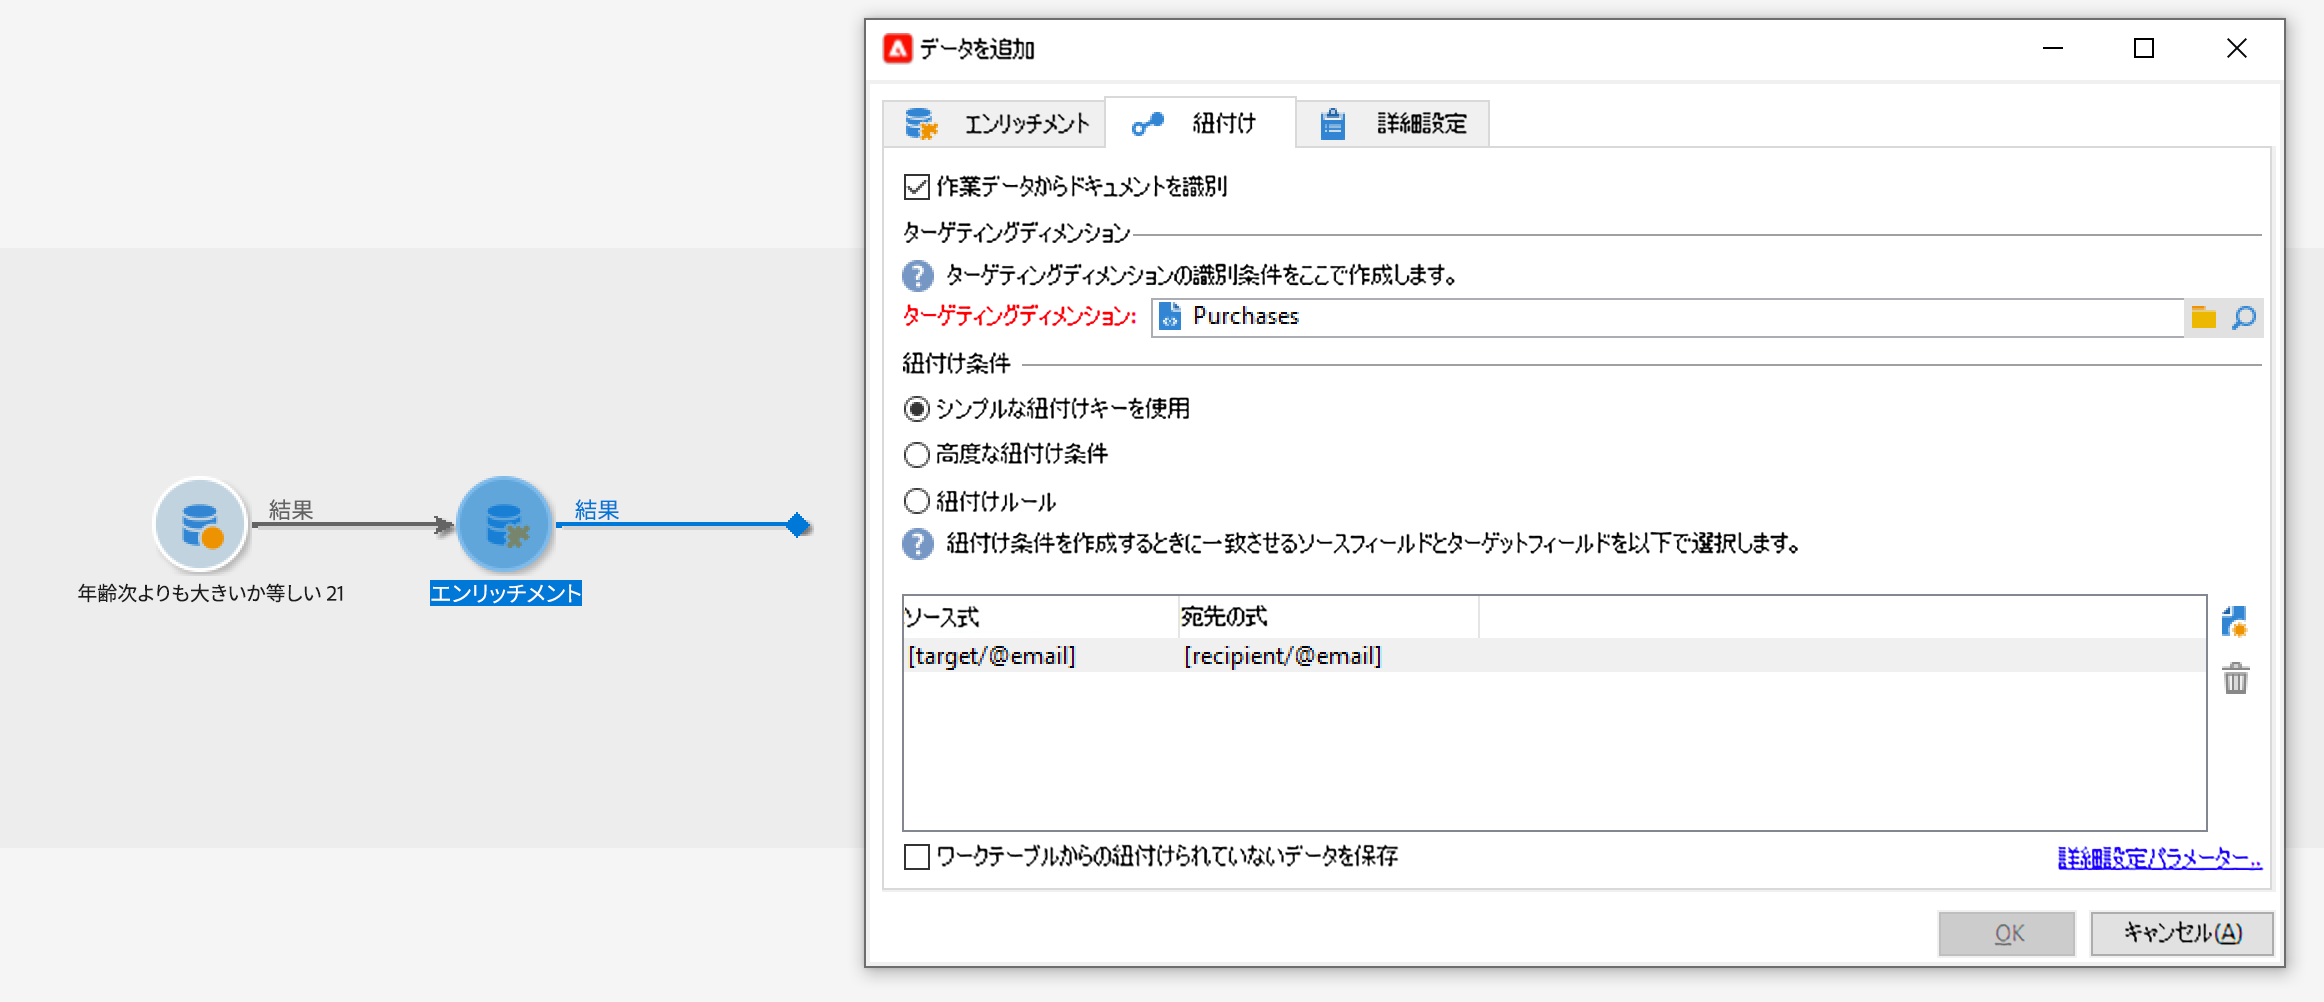 データを追加
エンリッチメント
紐付け
詳細設定
作業データからドキュメントを識別
ターゲティングディメンション
ターゲティングディメンションの識別条件をここで作成します。
ターゲティングディメンション:
Purchases
紐付け条件
シンプルな紐付けキーを使用
高度な紐付け条件
紐付けルール
紐付け条件を作成するときに一致させるソースフィールドとターゲットフィールドを以下で選択します。
ソース式
宛先の式
[target/@email]
[recipient/@email]
ワークテーブルからの紐付けられていないデータを保存
詳細設定パラメーター..
OK
キャンセル(A)
結果
結果
年齢次よりも大きいか等しい 21
エンリッチメント